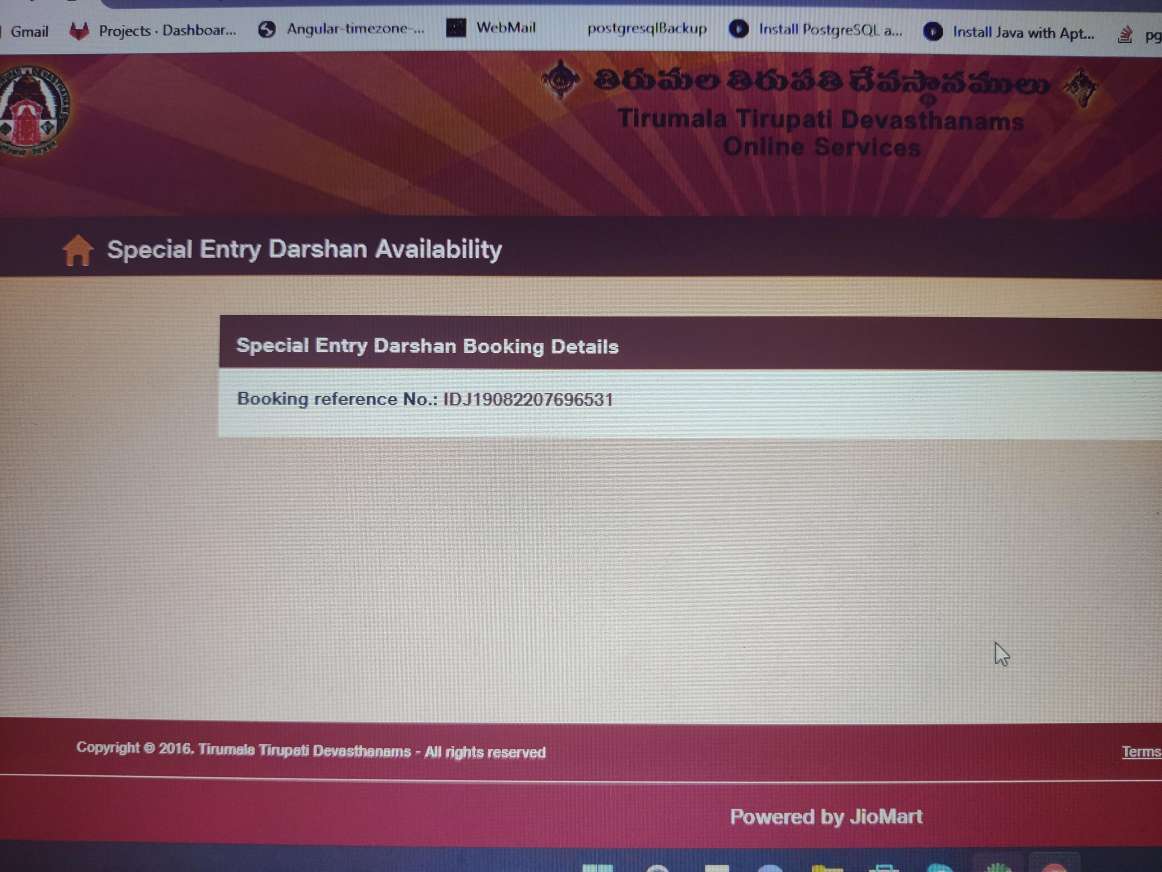 Gmail Projects · Dashboar... Angular-timezone-... WebMail postgresqlBackup Install PostgreSQL a... Install Java with Apt... pg
తిరుమల తిరుపతి దేవస్థానములు
Tirumala Tirupati Devasthanams
Online Services
Special Entry Darshan Availability
Special Entry Darshan Booking Details
Booking reference No.: IDJ19082207696531
Copyright © 2016. Tirumala Tirupati Devasthanams - All rights reserved
Terms
Powered by JioMart